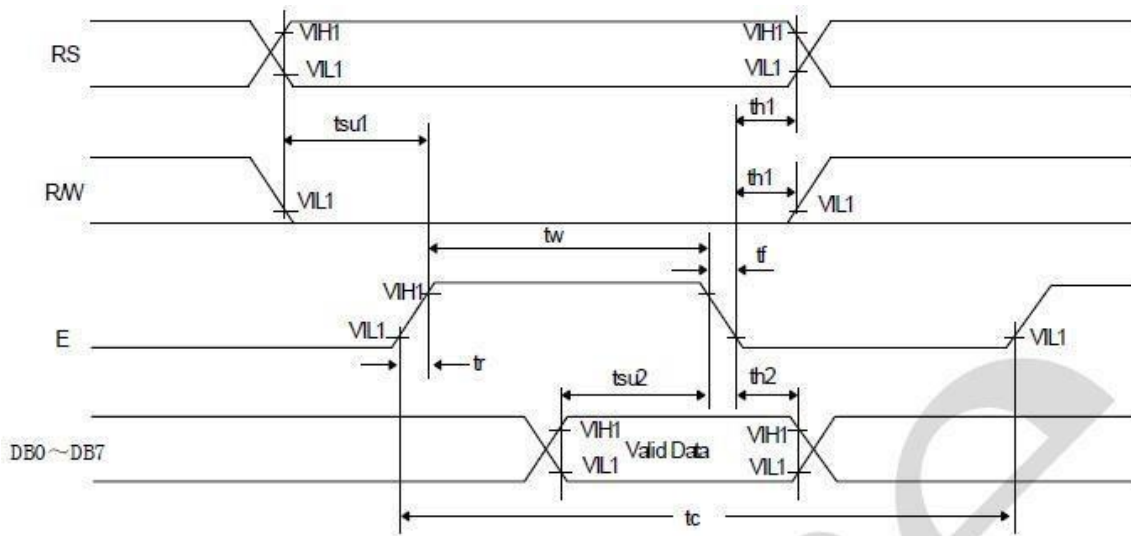 VIH1 VIH1
RS
VIL1 VIL1
tsu1 th1
R/W th1
VIL1 VIL1
tw
tf
VIH1
E VIL1 VIL1
tr tsu2 th2
VIH1 VIH1
DB0～DB7 Valid Data
VIL1 VIL1
tc